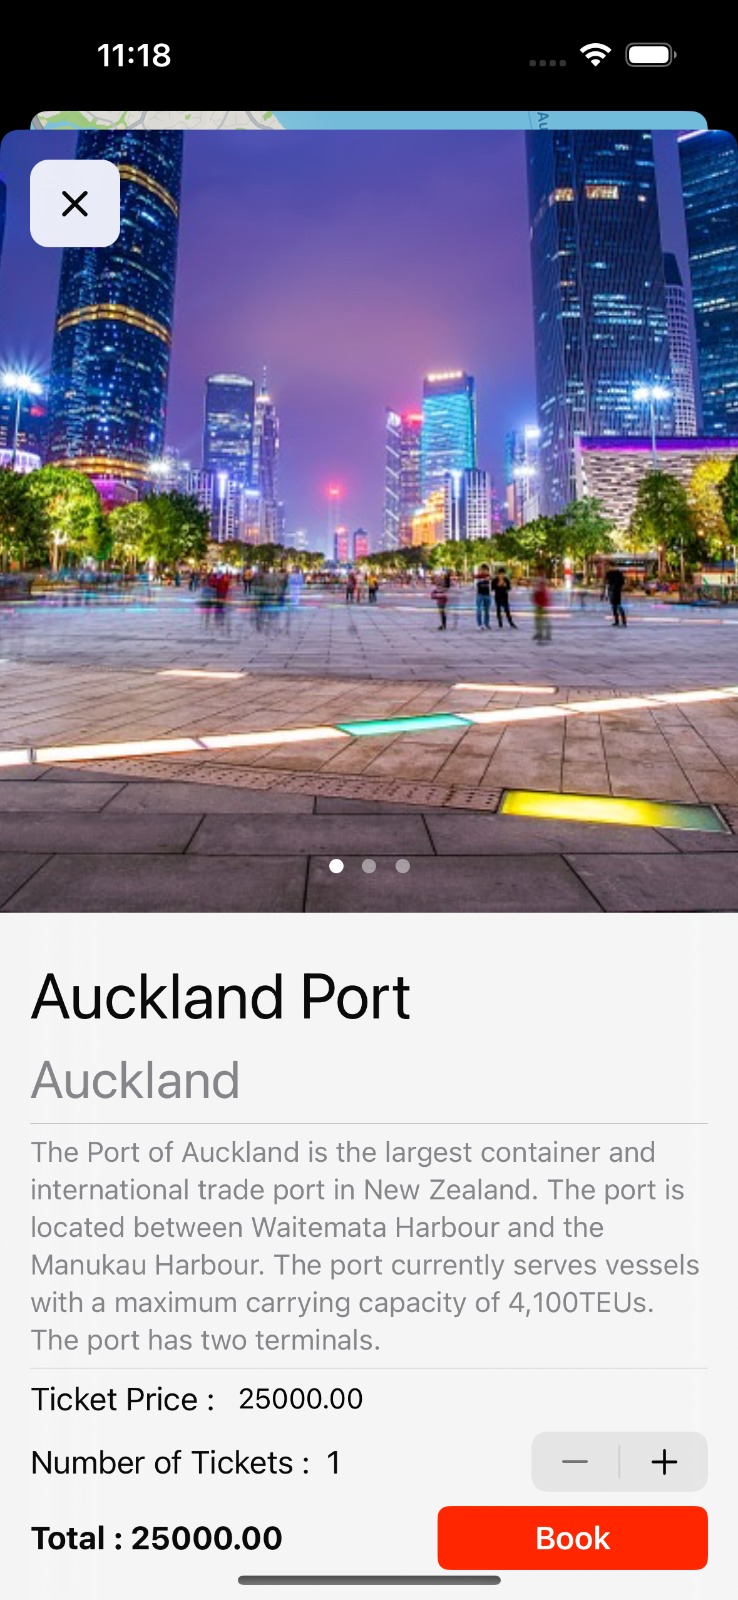 11:18
Au
Auckland Port
Auckland
The Port of Auckland is the largest container and
international trade port in New Zealand. The port is
located between Waitemata Harbour and the
Manukau Harbour. The port currently serves vessels
with a maximum carrying capacity of 4,100TEUs.
The port has two terminals.
Ticket Price : 25000.00
Number of Tickets : 1
Total : 25000.00
Book